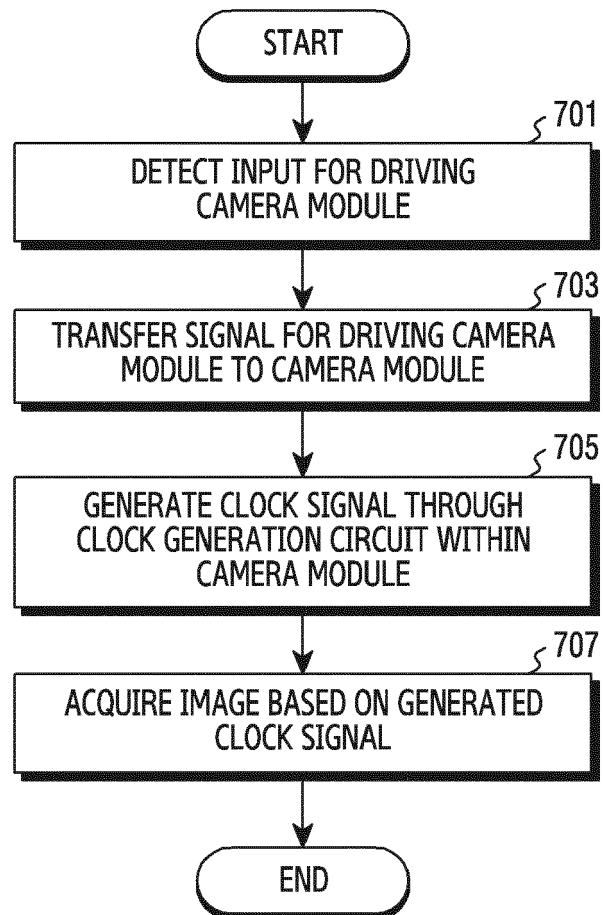 START
701
DETECT INPUT FOR DRIVING
CAMERA MODULE
703
TRANSFER SIGNAL FOR DRIVING CAMERA
MODULE TO CAMERA MODULE
705
GENERATE CLOCK SIGNAL THROUGH
CLOCK GENERATION CIRCUIT WITHIN
CAMERA MODULE
707
ACQUIRE IMAGE BASED ON GENERATED
CLOCK SIGNAL
END